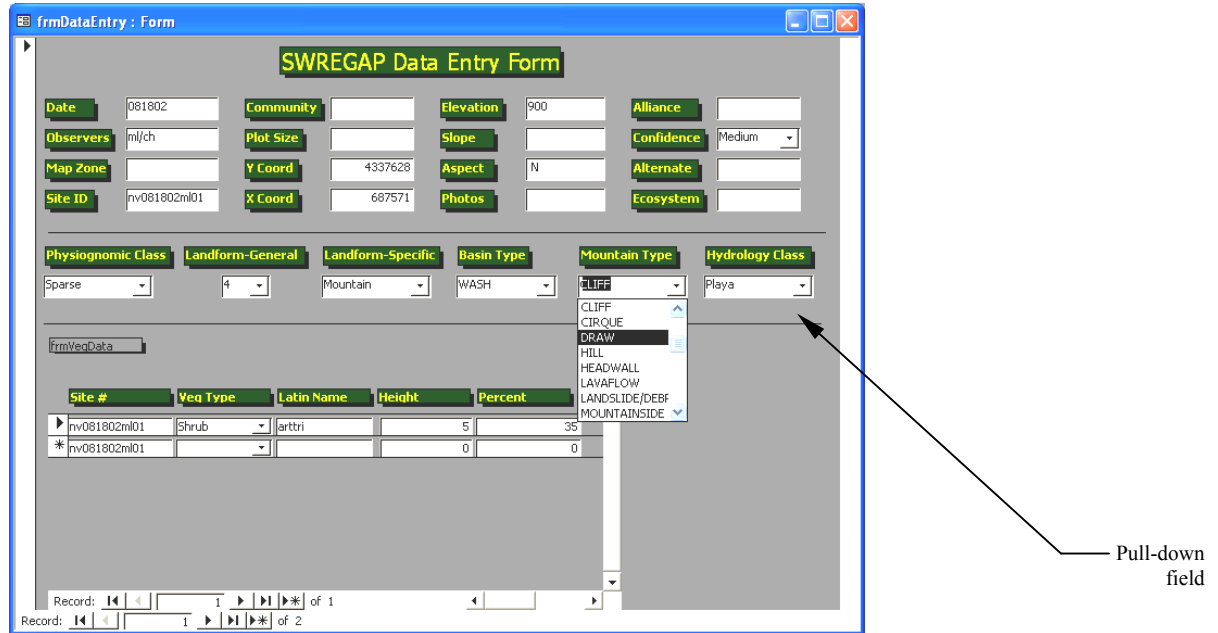 frmDataEntry : Form
SWREGAP Data Entry Form
Date 081802 Community Elevation 900 Alliance
Observers ml/ch Plot Size Slope Confidence Medium
Map Zone Y Coord 4337628 Aspect N Alternate
Site ID nv081802ml01 X Coord 687571 Photos Ecosystem
Physiognomic Class Landform-General Landform-Specific Basin Type Mountain Type Hydrology Class
Sparse 4 Mountain WASH CLIFF Playa
CLIFF
CIRQUE
DRAW
HILL
HEADWALL
LAVAFLOW
LANDSLIDE/DEBF
MOUNTAINSIDE
frmVegData
Site # Veg Type Latin Name Height Percent
nv081802ml01 Shrub arttri 5 35
nv081802ml01 0 0
Record: 1 of 1
Record: 1 of 2
Pull-down
field